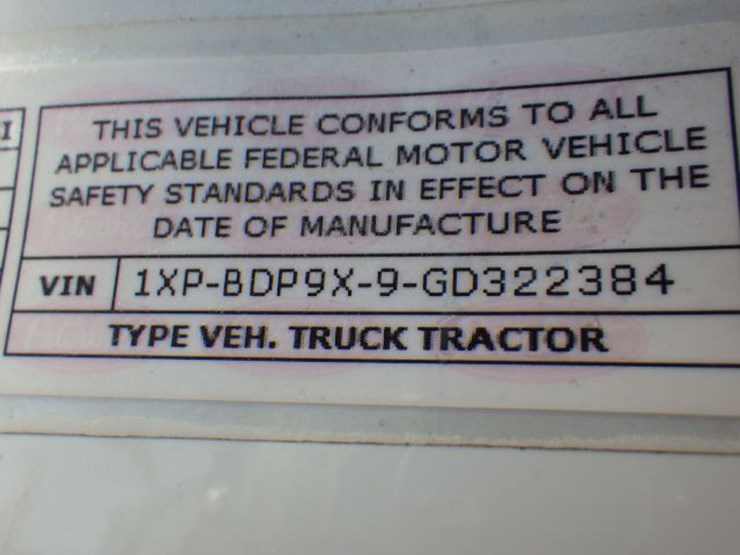 I
THIS VEHICLE CONFORMS TO ALL
APPLICABLE FEDERAL MOTOR VEHICLE
SAFETY STANDARDS IN EFFECT ON THE
DATE OF MANUFACTURE
VIN 1XP-BDP9X-9-GD322384
TYPE VEH. TRUCK TRACTOR